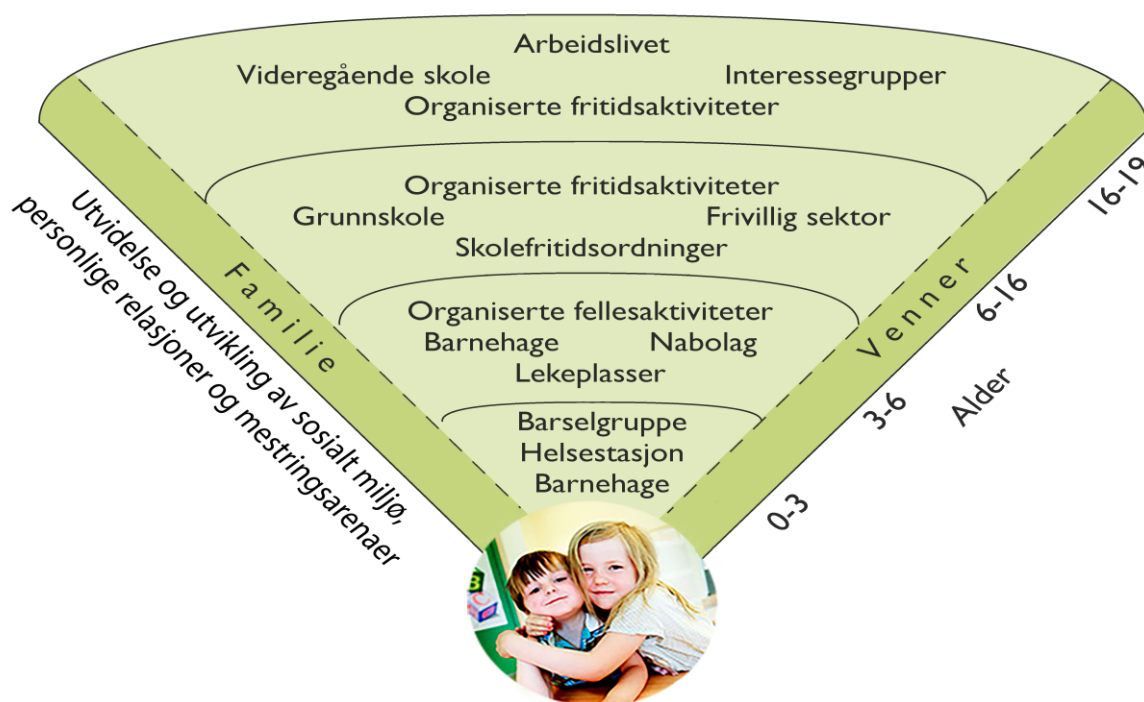 Arbeidslivet
Videregående skole
Interessegrupper
Organiserte fritidsaktiviteter
Organiserte fritidsaktiviteter
Grunnskole
Frivillig sektor
Skolefritidsordninger
Organiserte fellesaktiviteter
Barnehage
Nabolag
Lekeplasser
Barselgruppe
Helsestasjon
Barnehage
Familie
Venner
Utvidelse og utvikling av sosialt miljø,
personlige relasjoner og mestringsarenaer
16-19
6-16
3-6
0-3
Alder
B
C